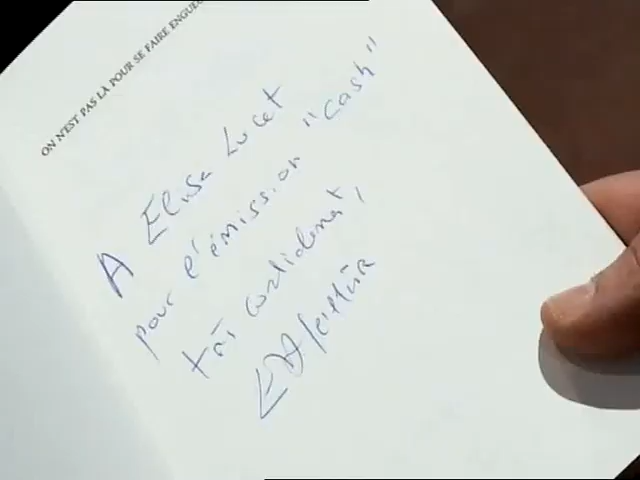 ON N'EST PAS LÀ POUR SE FAIRE ENGUEU
A Elise Lucet
pour l'émission "Cash"
très cordialement,